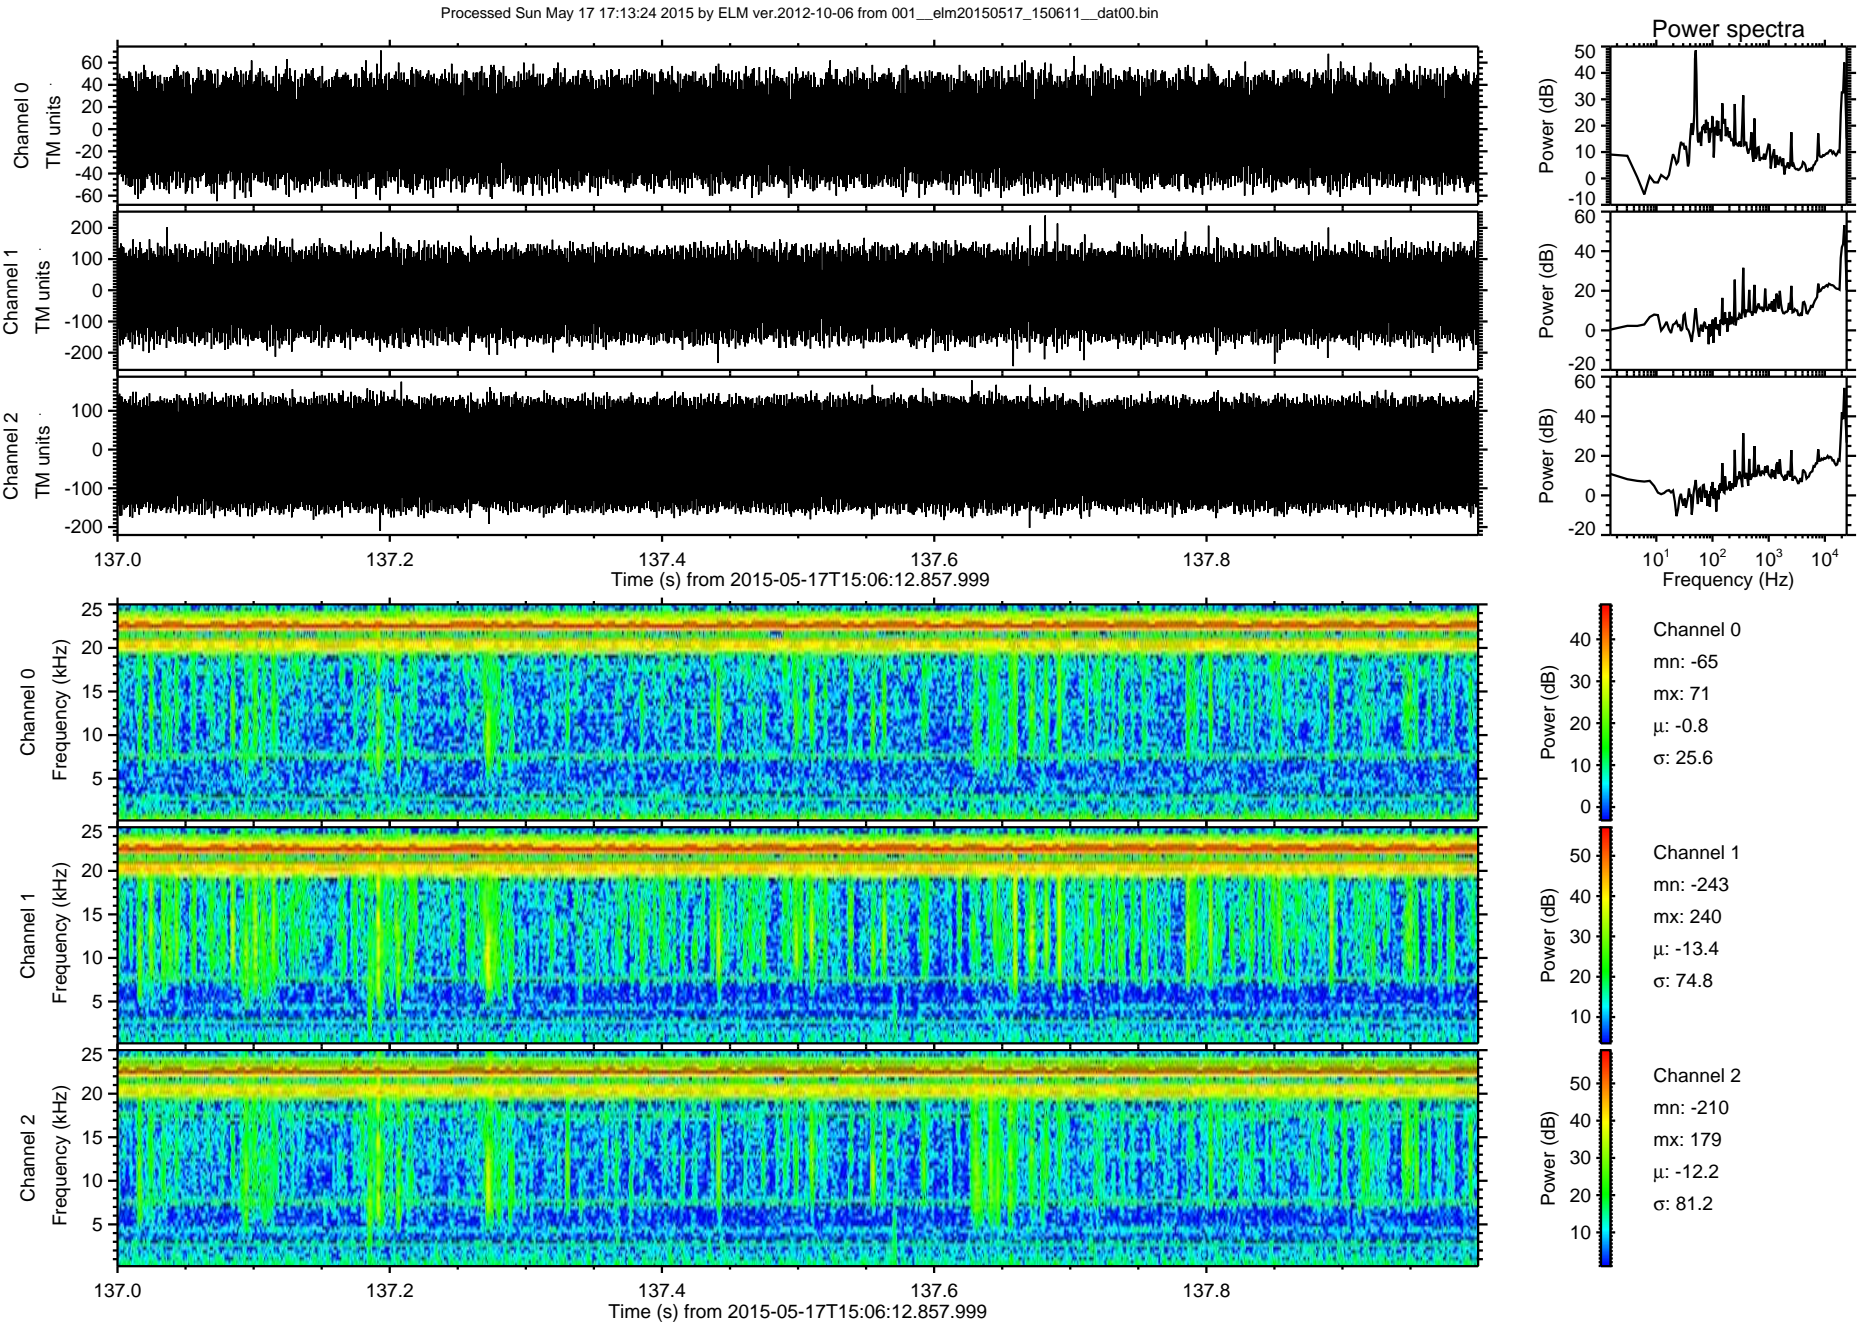 Processed Sun May 17 17:13:24 2015 by ELM ver.2012-10-06 from 001__elm20150517_150611__dat00.bin
Power spectra
Channel 0
TM units
60
40
20
0
-20
-40
-60
Power (dB)
50
40
30
20
10
0
-10
Channel 1
TM units
200
100
0
-100
-200
Power (dB)
60
40
20
0
-20
Channel 2
TM units
100
0
-100
-200
Power (dB)
60
40
20
0
-20
137.0 137.2 137.4 137.6 137.8
Time (s) from 2015-05-17T15:06:12.857.999
10¹ 10² 10³ 10⁴
Frequency (Hz)
Channel 0
Frequency (kHz)
25
20
15
10
5
Power (dB)
40
30
20
10
0
Channel 0
mn: -65
mx: 71
μ: -0.8
σ: 25.6
Channel 1
Frequency (kHz)
25
20
15
10
5
Power (dB)
50
40
30
20
10
Channel 1
mn: -243
mx: 240
μ: -13.4
σ: 74.8
Channel 2
Frequency (kHz)
25
20
15
10
5
Power (dB)
50
40
30
20
10
Channel 2
mn: -210
mx: 179
μ: -12.2
σ: 81.2
137.0 137.2 137.4 137.6 137.8
Time (s) from 2015-05-17T15:06:12.857.999